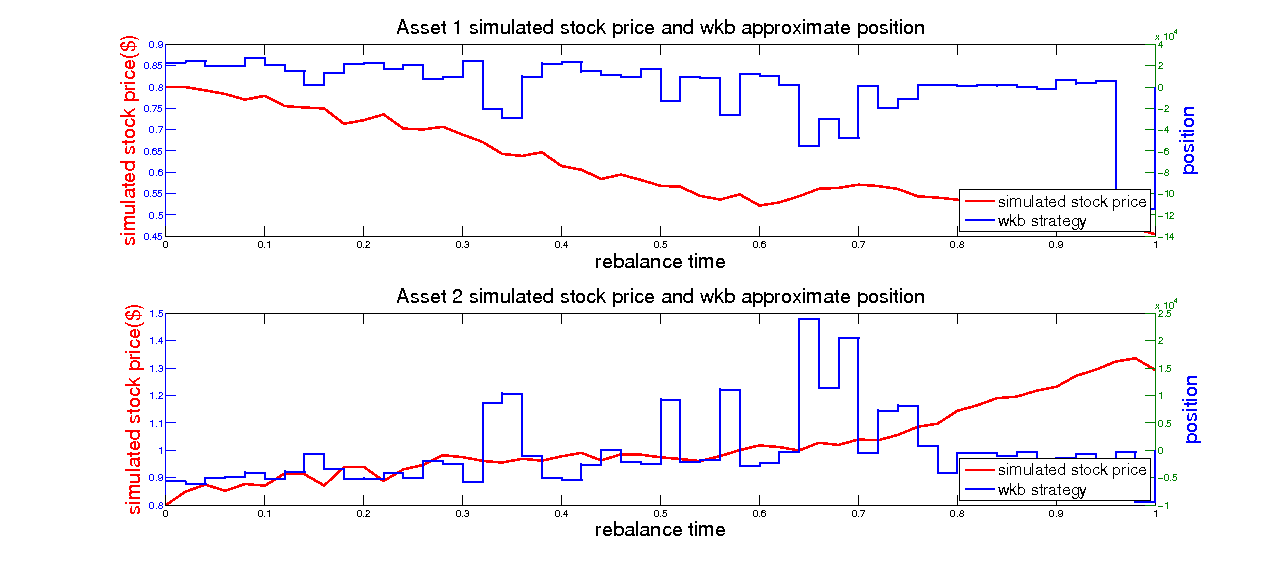 Asset 1 simulated stock price and wkb approximate position
x 10^4
simulated stock price($)
0.9
0.85
0.8
0.75
0.7
0.65
0.6
0.55
0.5
0.45
4
2
0
−2
−4
−6
−8
−10
−12
−14
position
simulated stock price
wkb strategy
0 0.1 0.2 0.3 0.4 0.5 0.6 0.7 0.8 0.9 1
rebalance time
Asset 2 simulated stock price and wkb approximate position
x 10^4
simulated stock price($)
1.5
1.4
1.3
1.2
1.1
1
0.9
0.8
2.5
2
1.5
1
0.5
0
−0.5
−1
position
simulated stock price
wkb strategy
0 0.1 0.2 0.3 0.4 0.5 0.6 0.7 0.8 0.9 1
rebalance time